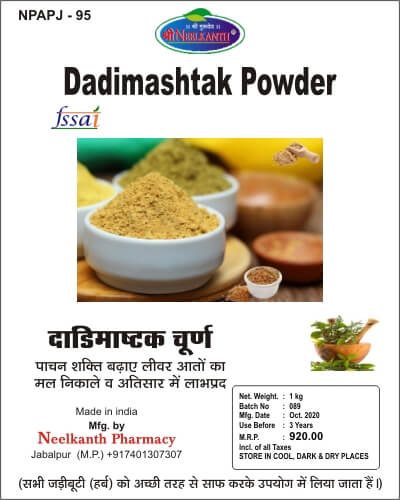 NPAPJ - 95
श्री गुरूदेव
श्री NEELKANTH
Dadimashtak Powder
fssai
दाडिमाष्टक चूर्ण
पाचन शक्ति बढ़ाए लीवर आतों का
मल निकाले व अतिसार में लाभप्रद
Made in india
Mfg. by
Neelkanth Pharmacy
Jabalpur (M.P.) +917401307307
Net. Weight. : 1 kg
Batch No : 089
Mfg. Date : Oct. 2020
Use Before : 3 Years
M.R.P. : 920.00
Incl. of all Taxes
STORE IN COOL, DARK & DRY PLACES
(सभी जड़ीबूटी (हर्ब) को अच्छी तरह से साफ करके उपयोग में लिया जाता हैं।)